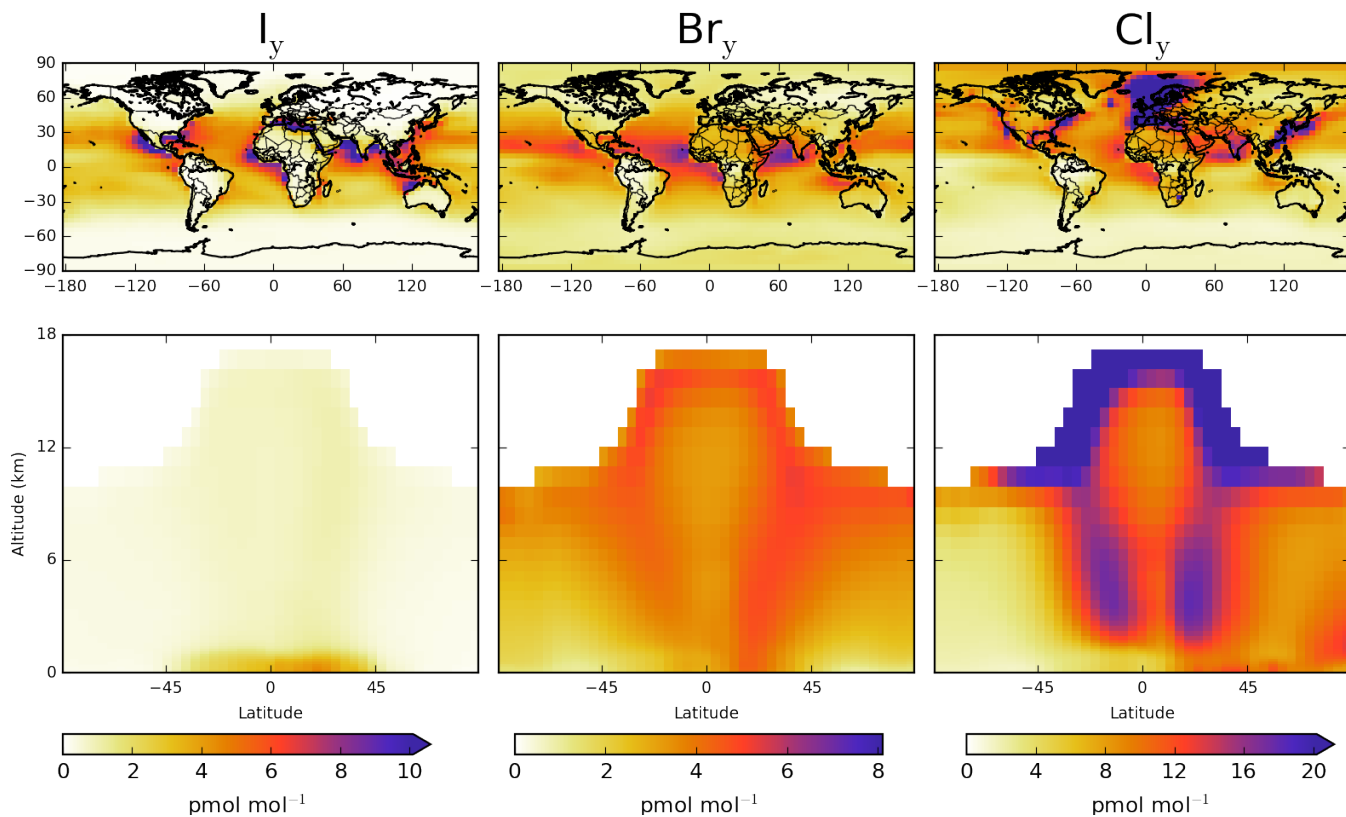 I_y Br_y Cl_y
90
60
30
0
−30
−60
−90
−180 −120 −60 0 60 120 −180 −120 −60 0 60 120 −180 −120 −60 0 60 120
18
12
6
0
Altitude (km)
−45 0 45 −45 0 45 −45 0 45
Latitude Latitude Latitude
0 2 4 6 8 10 0 2 4 6 8 0 4 8 12 16 20
pmol mol⁻¹ pmol mol⁻¹ pmol mol⁻¹